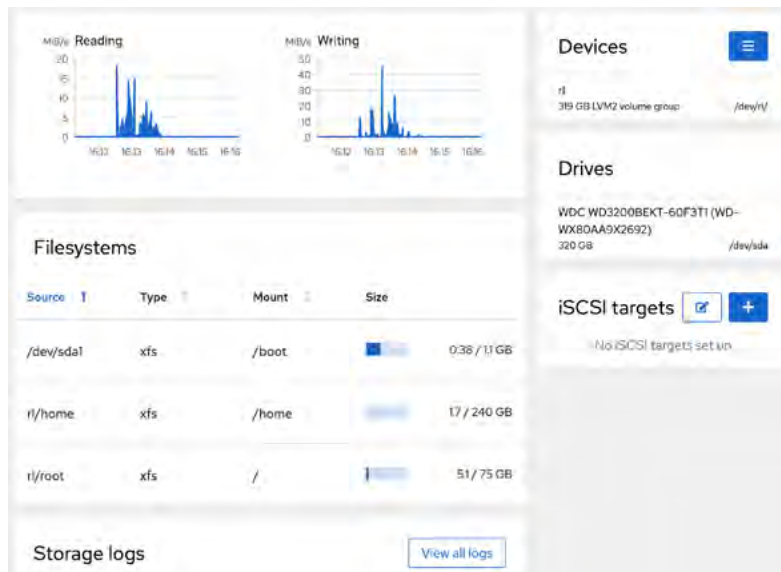 MiB/s Reading
20
15
10
5
0
16:12 16:13 16:14 16:15 16:16
MiB/s Writing
50
40
30
20
10
0
16:12 16:13 16:14 16:15 16:16
Filesystems
Source Type Mount Size
/dev/sda1 xfs /boot 0.38 / 1.1 GB
rl/home xfs /home 1.7 / 240 GB
rl/root xfs / 5.1 / 75 GB
Storage logs View all logs
Devices
rl
319 GB LVM2 volume group /dev/rl/
Drives
WDC WD3200BEKT-60F3T1 (WD-
WX80AA9X2692)
320 GB /dev/sda
iSCSI targets
No iSCSI targets set up